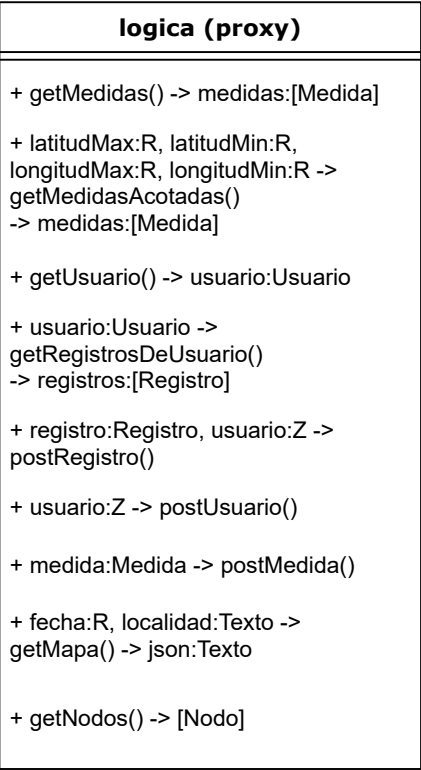 logica (proxy)
+ getMedidas() -> medidas:[Medida]
+ latitudMax:R, latitudMin:R,
longitudMax:R, longitudMin:R ->
getMedidasAcotadas()
-> medidas:[Medida]
+ getUsuario() -> usuario:Usuario
+ usuario:Usuario ->
getRegistrosDeUsuario()
-> registros:[Registro]
+ registro:Registro, usuario:Z ->
postRegistro()
+ usuario:Z -> postUsuario()
+ medida:Medida -> postMedida()
+ fecha:R, localidad:Texto ->
getMapa() -> json:Texto
+ getNodos() -> [Nodo]